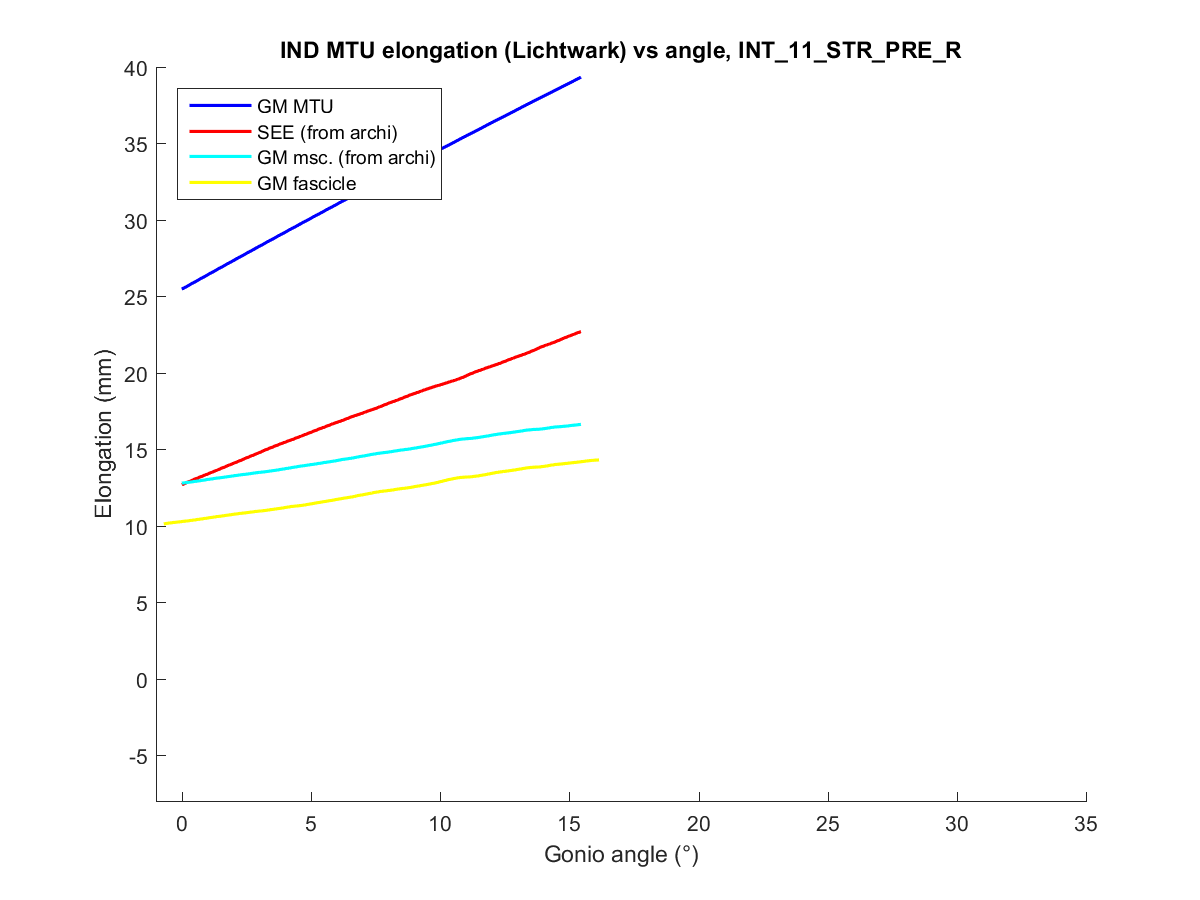 IND MTU elongation (Lichtwark) vs angle, INT_11_STR_PRE_R
GM MTU
SEE (from archi)
GM msc. (from archi)
GM fascicle
Elongation (mm)
40
35
30
25
20
15
10
5
0
-5
0 5 10 15 20 25 30 35
Gonio angle (°)